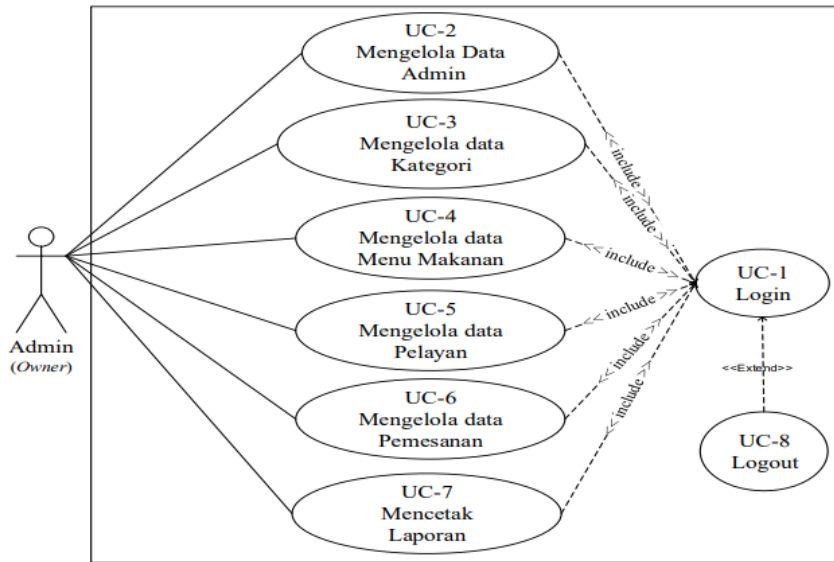 UC-2
Mengelola Data
Admin
UC-3
Mengelola data
Kategori
UC-4
Mengelola data
Menu Makanan
UC-5
Mengelola data
Pelayan
UC-6
Mengelola data
Pemesanan
UC-7
Mencetak
Laporan
Admin
(Owner)
<< include >>
<< include >>
<< include >>
<< include >>
<< include >>
<< include >>
UC-1
Login
<<Extend>>
UC-8
Logout